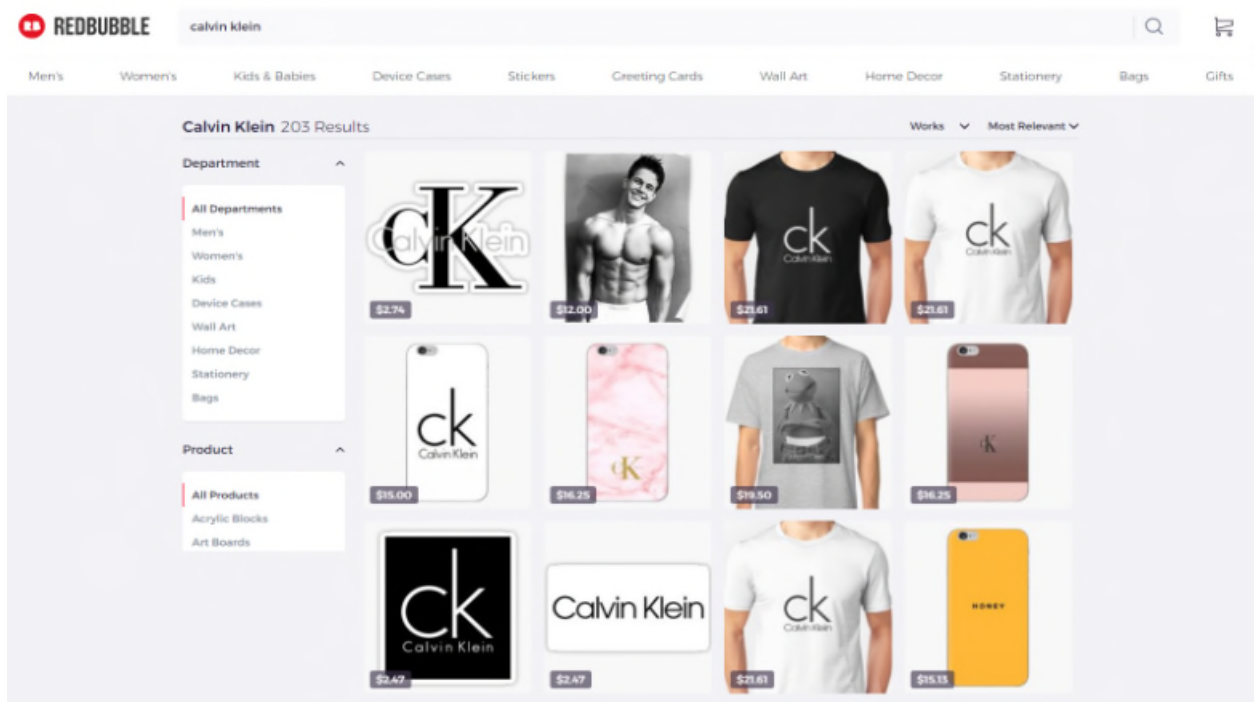 RB REDBUBBLE
calvin klein
Men's Women's Kids & Babies Device Cases Stickers Greeting Cards Wall Art Home Decor Stationery Bags Gifts
Calvin Klein 203 Results
Works Most Relevant
Department
All Departments
Men's
Women's
Kids
Device Cases
Wall Art
Home Decor
Stationery
Bags
Product
All Products
Acrylic Blocks
Art Boards
cK
Calvin Klein
$2.74
$12.00
ck
Calvin Klein
$21.61
ck
Calvin Klein
$21.61
ck
Calvin Klein
$15.00
cK
$16.25
$19.50
cK
$16.25
ck
Calvin Klein
$2.47
Calvin Klein
$2.47
ck
Calvin Klein
$21.61
HONEY
$15.13